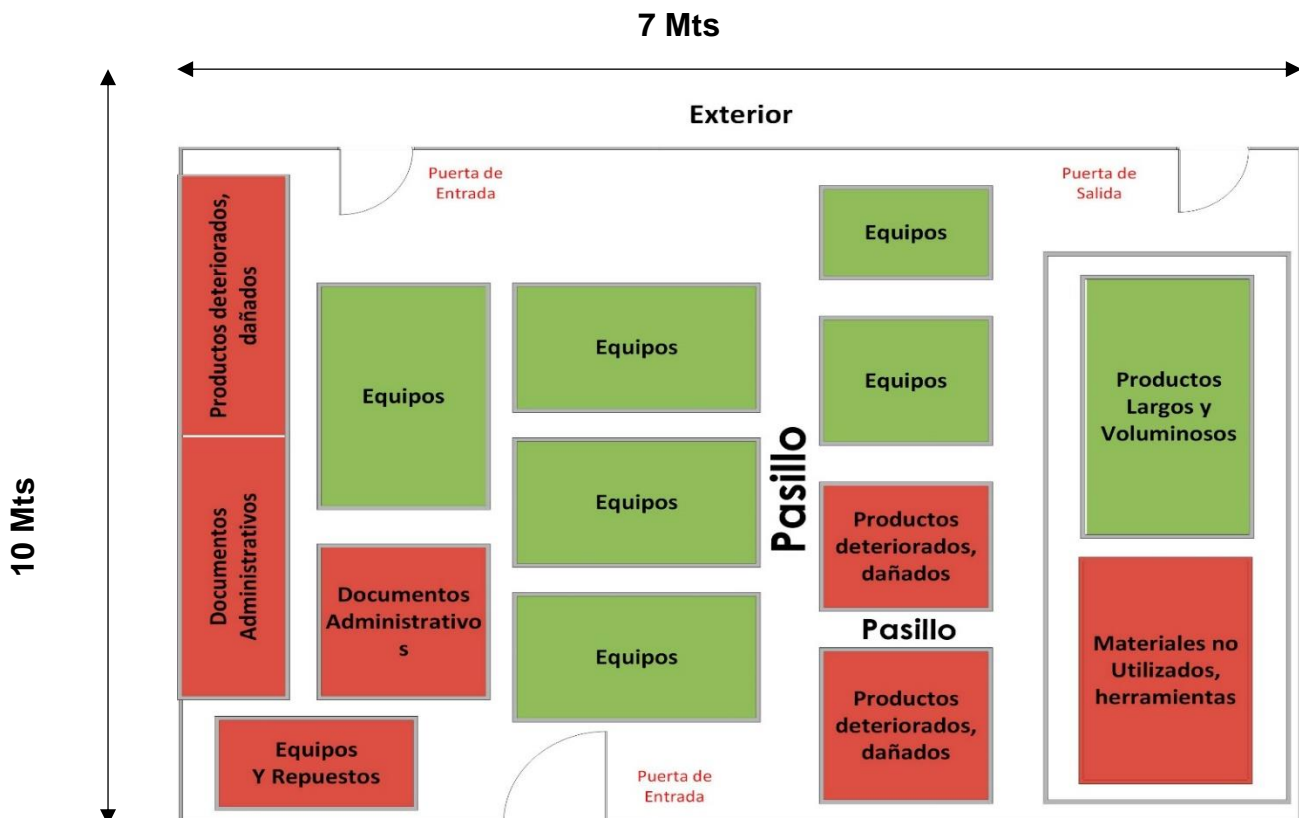 7 Mts
Exterior
Puerta de
Entrada
Puerta de
Salida
Productos deteriorados,
dañados
Equipos
Equipos
Equipos
Equipos
Productos
Largos y
Voluminosos
10 Mts
Documentos
Administrativos
Documentos
Administrativo
s
Equipos
Pasillo
Productos
deteriorados,
dañados
Pasillo
Equipos
Productos
deteriorados,
dañados
Materiales no
Utilizados,
herramientas
Equipos
Y Repuestos
Puerta de
Entrada